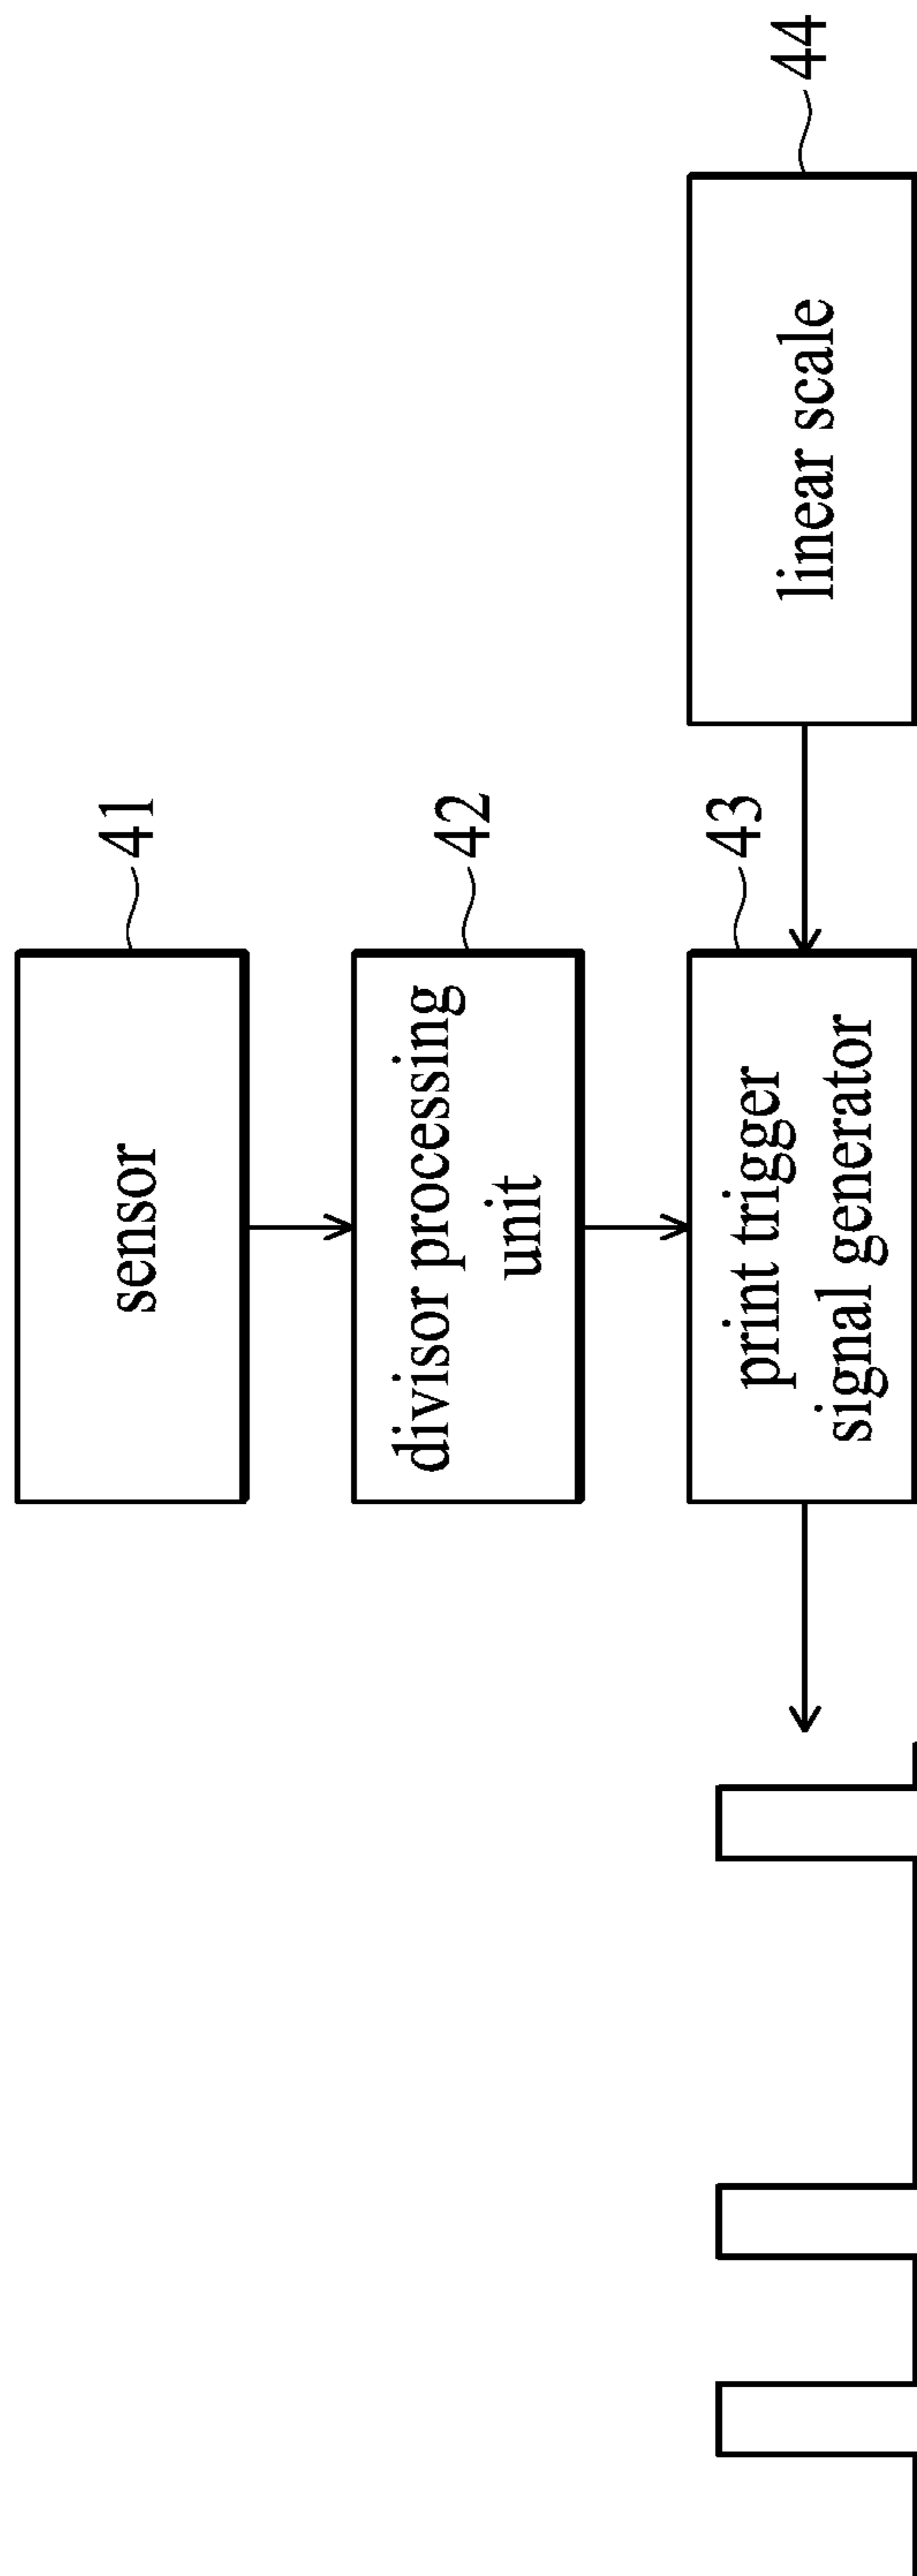 sensor
41
divisor processing
unit
42
print trigger
signal generator
43
linear scale
44